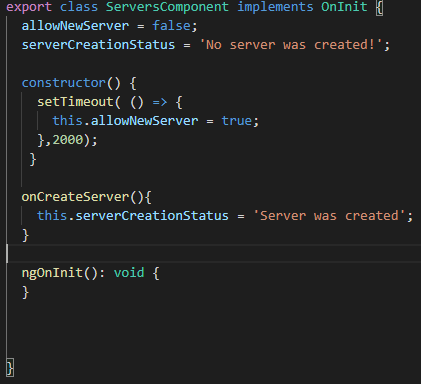 export class ServersComponent implements OnInit {
allowNewServer = false;
serverCreationStatus = 'No server was created!';
constructor() {
setTimeout( () => {
this.allowNewServer = true;
},2000);
}
onCreateServer(){
this.serverCreationStatus = 'Server was created';
}
ngOnInit(): void {
}
}